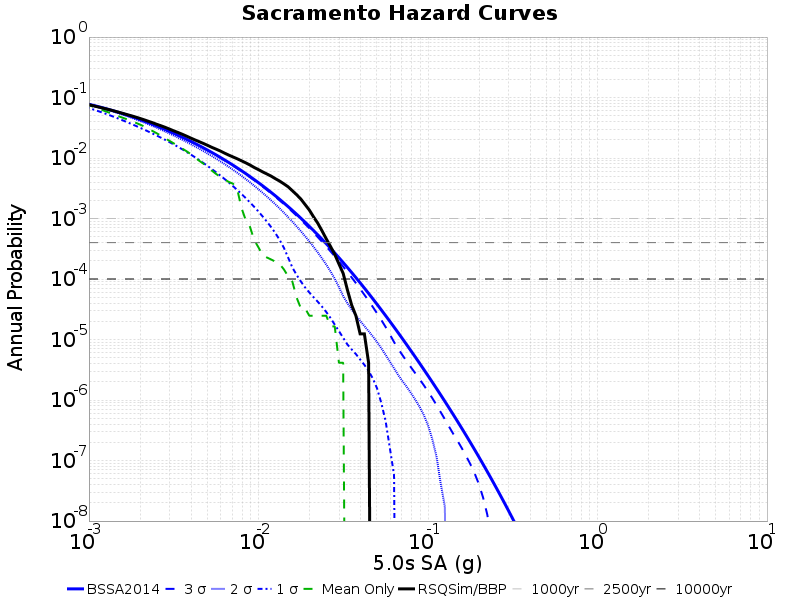 Sacramento Hazard Curves
Annual Probability
10^0
10^-1
10^-2
10^-3
10^-4
10^-5
10^-6
10^-7
10^-8
10^-3 10^-2 10^-1 10^0 10^1
5.0s SA (g)
BSSA2014 3 σ 2 σ 1 σ Mean Only RSQSim/BBP 1000yr 2500yr 10000yr